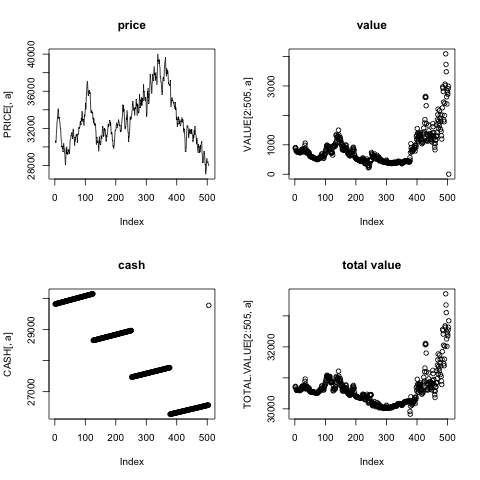 price
PRICE[, a]
28000 32000 36000 40000
0 100 200 300 400 500
Index
value
VALUE[2:505, a]
0 1000 3000
0 100 200 300 400 500
Index
cash
CASH[, a]
27000 29000
0 100 200 300 400 500
Index
total value
TOTAL.VALUE[2:505, a]
30000 32000
0 100 200 300 400 500
Index